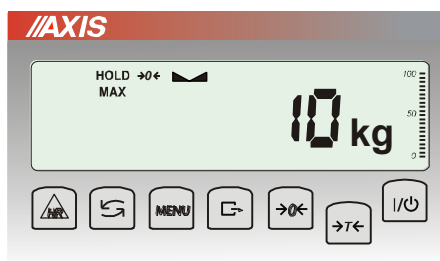 //AXIS
HOLD →0←
MAX
100
50
0
10 kg
HR
MENU
→0←
→T←
I/⏻